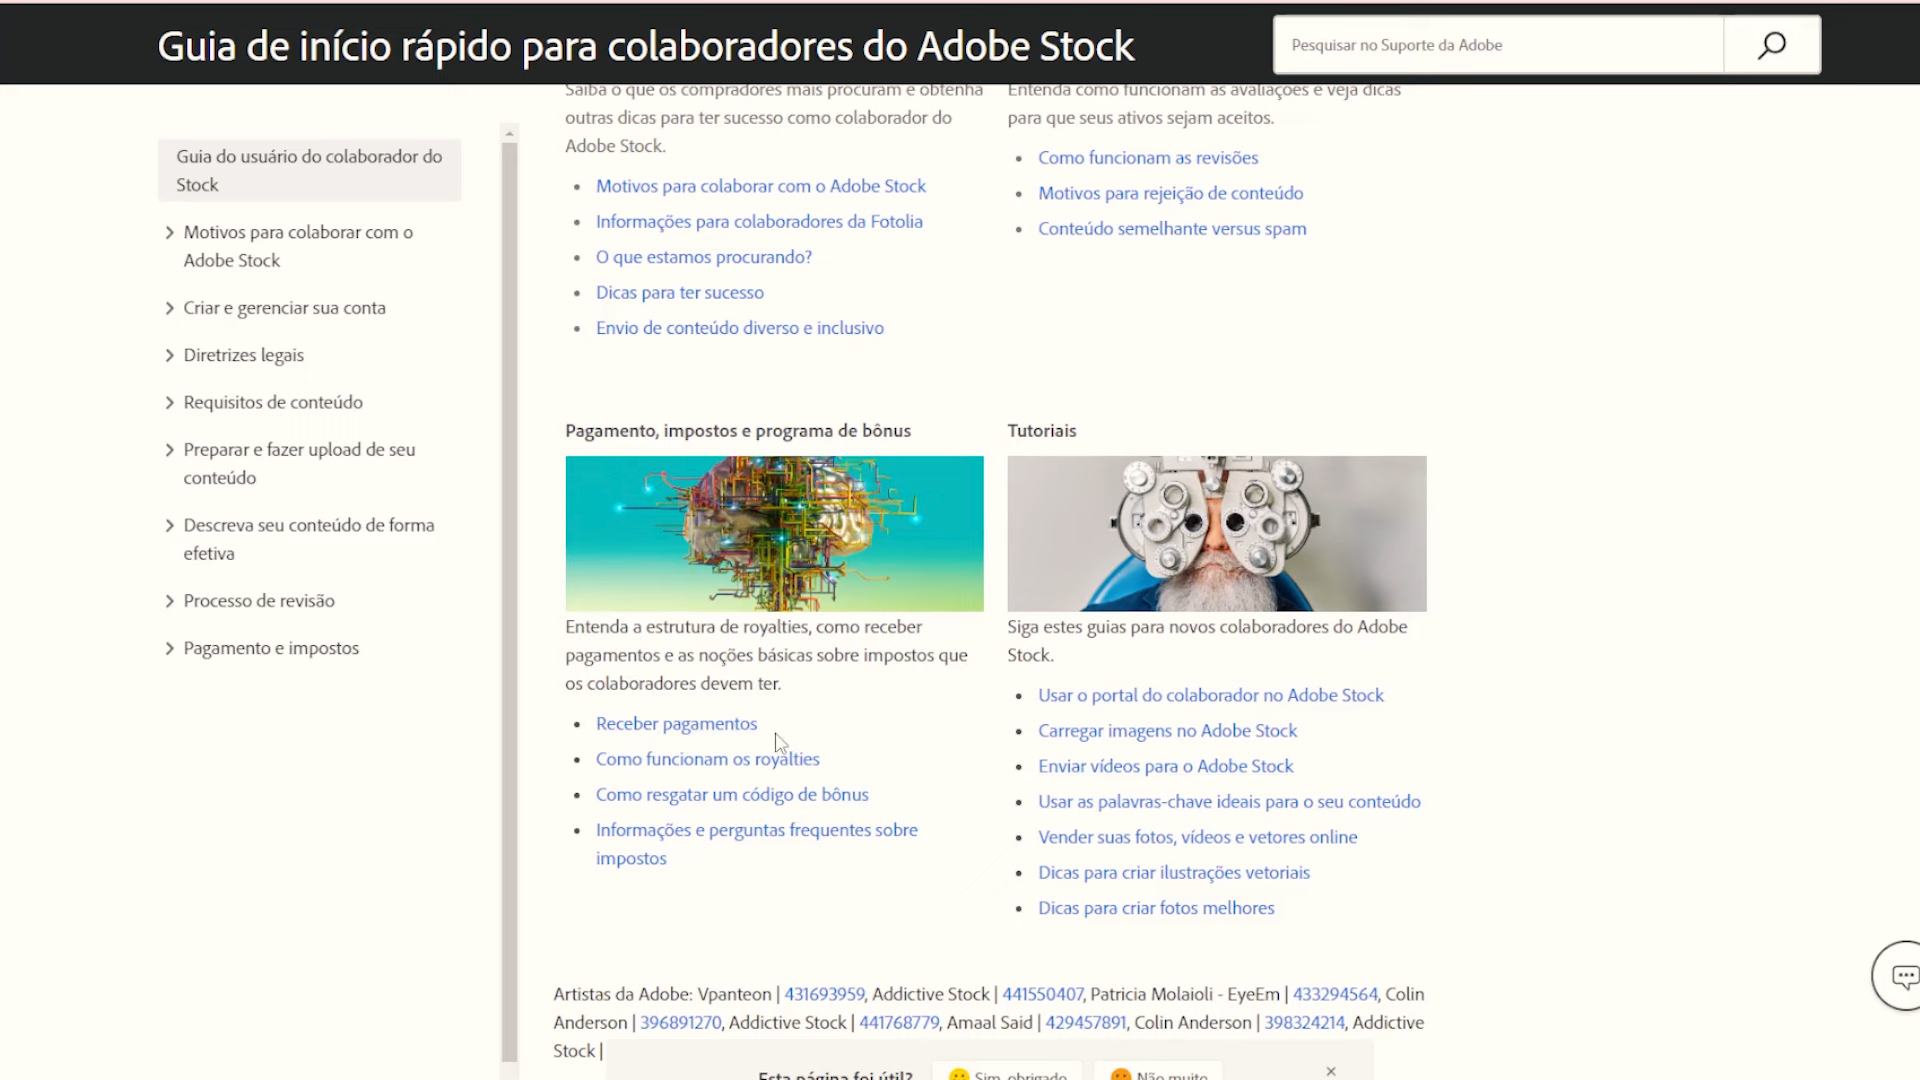 Guia de início rápido para colaboradores do Adobe Stock
Pesquisar no Suporte da Adobe
Guia do usuário do colaborador do
Stock
Motivos para colaborar com o
Adobe Stock
Criar e gerenciar sua conta
Diretrizes legais
Requisitos de conteúdo
Preparar e fazer upload de seu
conteúdo
Descreva seu conteúdo de forma
efetiva
Processo de revisão
Pagamento e impostos
Saiba o que os compradores mais procuram e obtenha
outras dicas para ter sucesso como colaborador do
Adobe Stock.
Motivos para colaborar com o Adobe Stock
Informações para colaboradores da Fotolia
O que estamos procurando?
Dicas para ter sucesso
Envio de conteúdo diverso e inclusivo
Entenda como funcionam as avaliações e veja dicas
para que seus ativos sejam aceitos.
Como funcionam as revisões
Motivos para rejeição de conteúdo
Conteúdo semelhante versus spam
Pagamento, impostos e programa de bônus
Entenda a estrutura de royalties, como receber
pagamentos e as noções básicas sobre impostos que
os colaboradores devem ter.
Receber pagamentos
Como funcionam os royalties
Como resgatar um código de bônus
Informações e perguntas frequentes sobre
impostos
Tutoriais
Siga estes guias para novos colaboradores do Adobe
Stock.
Usar o portal do colaborador no Adobe Stock
Carregar imagens no Adobe Stock
Enviar vídeos para o Adobe Stock
Usar as palavras-chave ideais para o seu conteúdo
Vender suas fotos, vídeos e vetores online
Dicas para criar ilustrações vetoriais
Dicas para criar fotos melhores
Artistas da Adobe: Vpanteon | 431693959, Addictive Stock | 441550407, Patricia Molaioli - EyeEm | 433294564, Colin
Anderson | 396891270, Addictive Stock | 441768779, Amaal Said | 429457891, Colin Anderson | 398324214, Addictive
Stock |
Esta página foi útil?
Sim, obrigado
Não muito